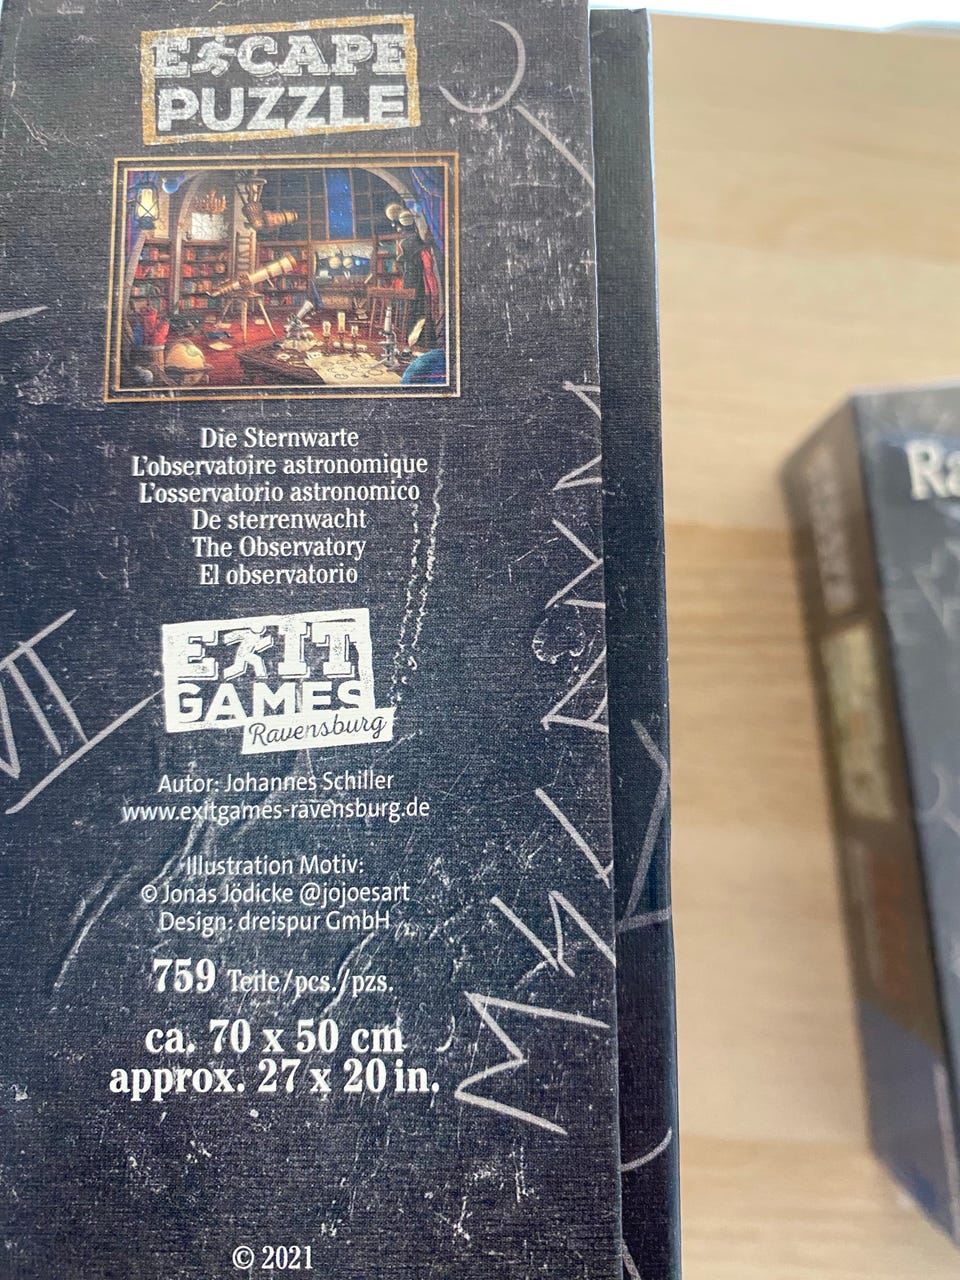 ESCAPE
PUZZLE
Die Sternwarte
L'observatoire astronomique
L'osservatorio astronomico
De sterrenwacht
The Observatory
El observatorio
EXIT
GAMES
Ravensburg
Autor: Johannes Schiller
www.exitgames-ravensburg.de
Illustration Motiv:
© Jonas Jödicke @jojoesart
Design: dreispur GmbH
759 Teile/pcs./pzs.
ca. 70 x 50 cm
approx. 27 x 20 in.
© 2021
VII
Ra